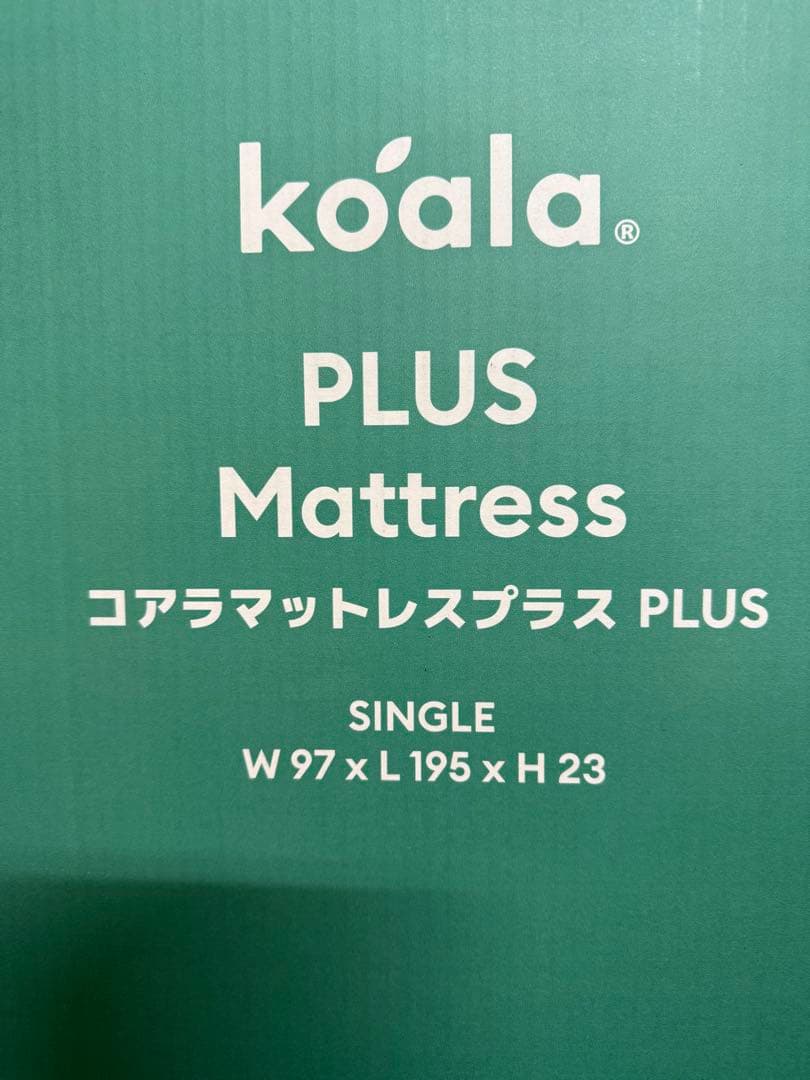 koala®
PLUS
Mattress
コアラマットレスプラス PLUS
SINGLE
W 97 x L 195 x H 23